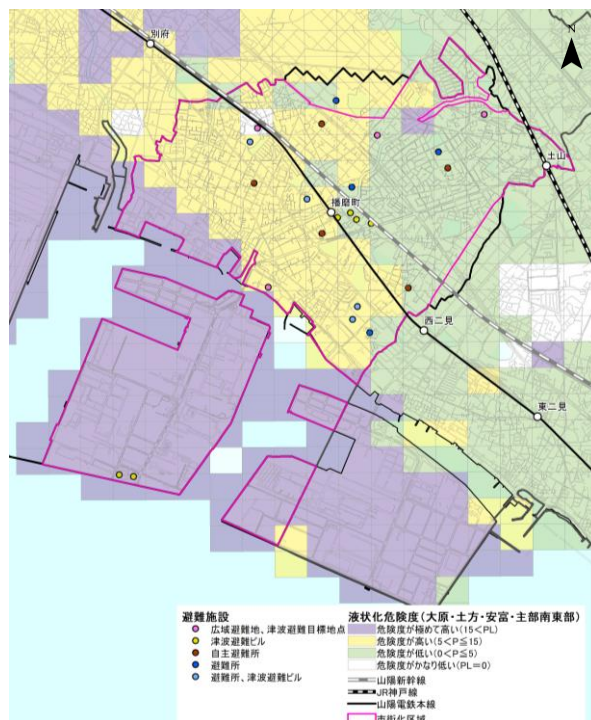 N
別府
土山
播磨町
西二見
東二見
避難施設
広域避難地、津波避難目標地点
津波避難ビル
自主避難所
避難所
避難所、津波避難ビル
液状化危険度(大原・土方・安富・主部南東部)
危険度が極めて高い(15<PL)
危険度が高い(5<P≦15)
危険度が低い(0<P≦5)
危険度がかなり低い(PL=0)
山陽新幹線
JR神戸線
山陽電鉄本線
市街化区域